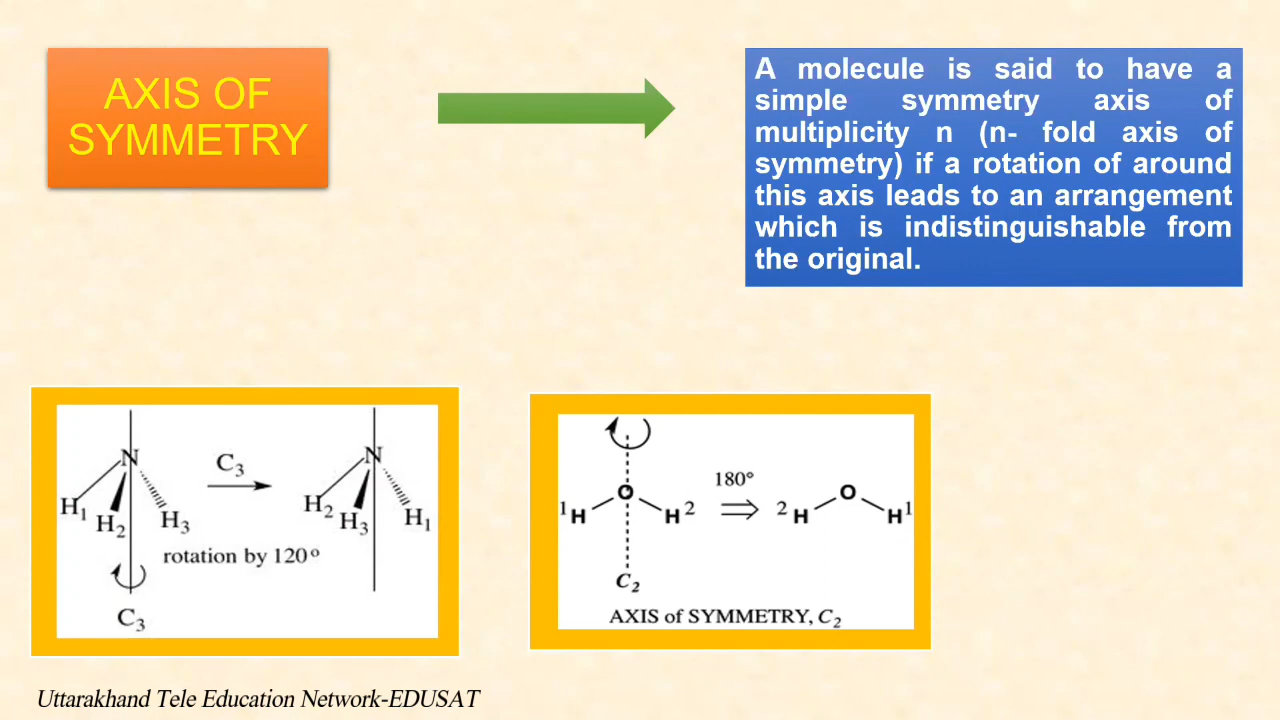 AXIS OF
SYMMETRY
A molecule is said to have a
simple symmetry axis of
multiplicity n (n- fold axis of
symmetry) if a rotation of around
this axis leads to an arrangement
which is indistinguishable from
the original.
N
H₁
H₂
H₃
C₃
N
H₂
H₃
H₁
rotation by 120°
C₃
¹H
O
H²
180°
²H
O
H¹
C₂
AXIS of SYMMETRY, C₂
Uttarakhand Tele Education Network-EDUSAT